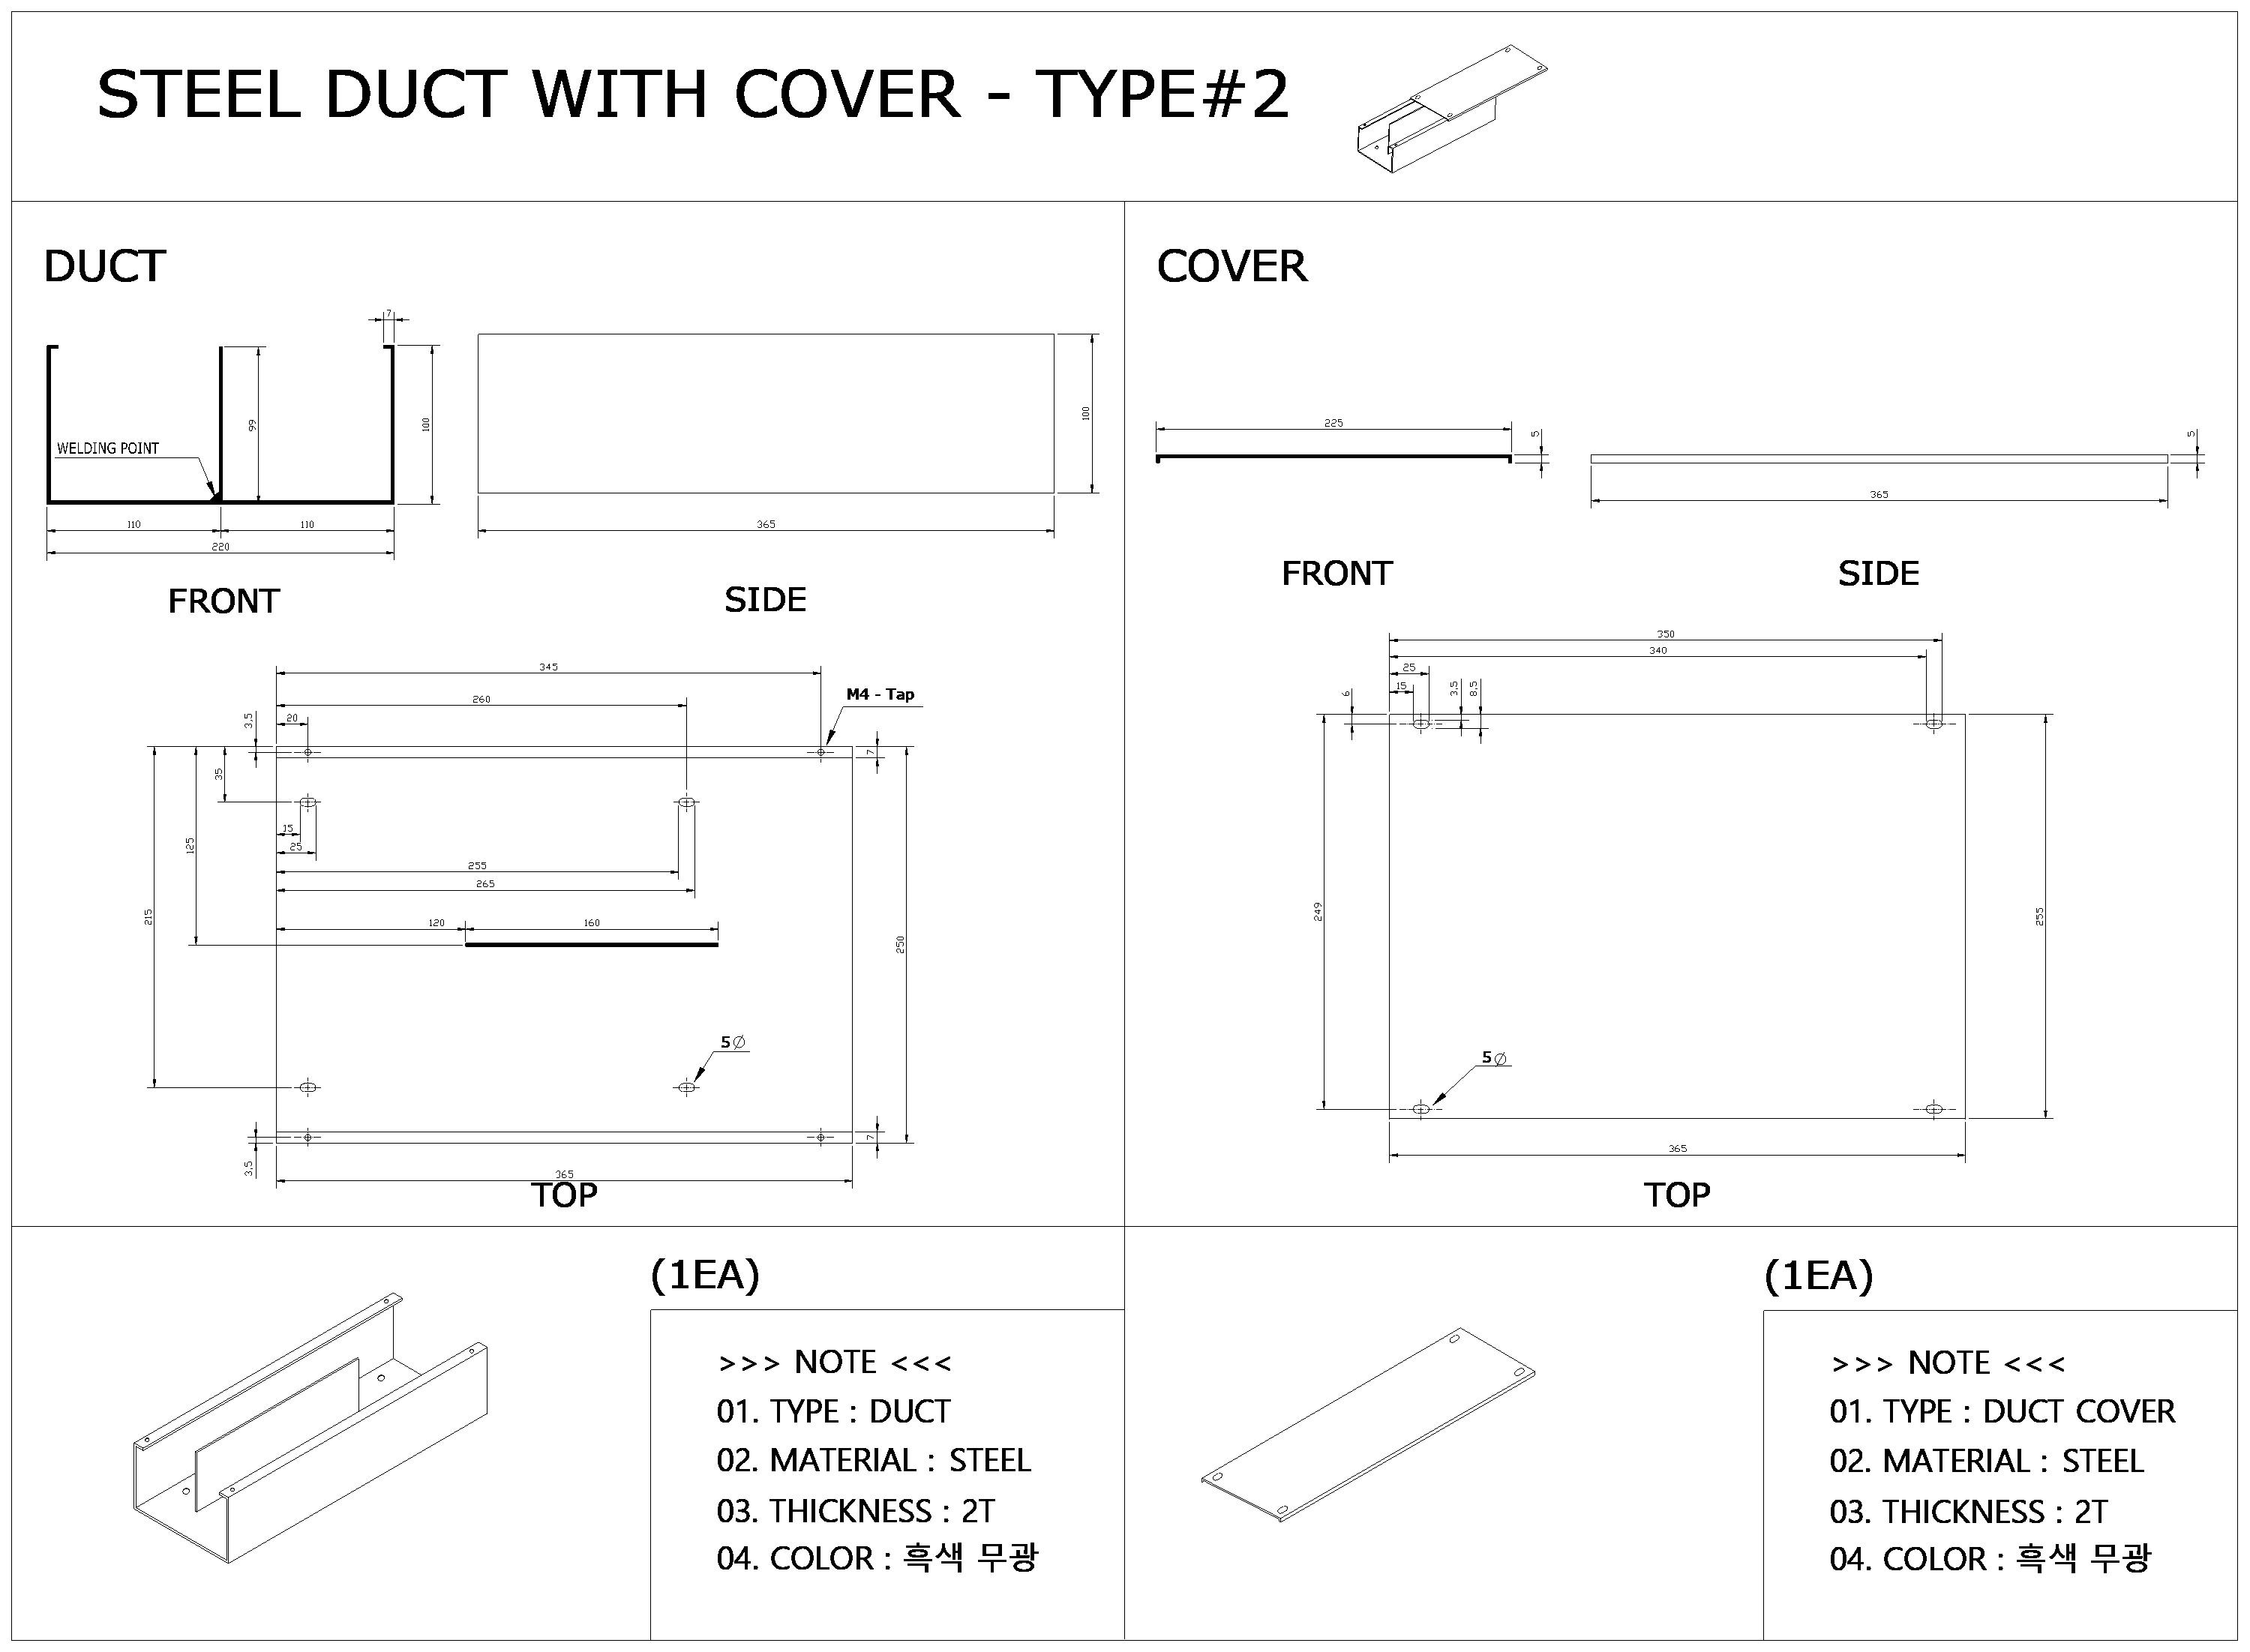 STEEL DUCT WITH COVER - TYPE#2
DUCT
7
99
100
WELDING POINT
110
110
220
FRONT
100
365
SIDE
345
260
M4 - Tap
20
3,5
7
35
15
25
125
255
265
215
120
160
250
5Ø
7
3,5
365
TOP
COVER
225
5
FRONT
5
365
SIDE
350
340
25
15
6
3,5
8,5
249
255
5Ø
365
TOP
(1EA)
>>> NOTE <<<
01. TYPE : DUCT
02. MATERIAL : STEEL
03. THICKNESS : 2T
04. COLOR : 흑색 무광
(1EA)
>>> NOTE <<<
01. TYPE : DUCT COVER
02. MATERIAL : STEEL
03. THICKNESS : 2T
04. COLOR : 흑색 무광